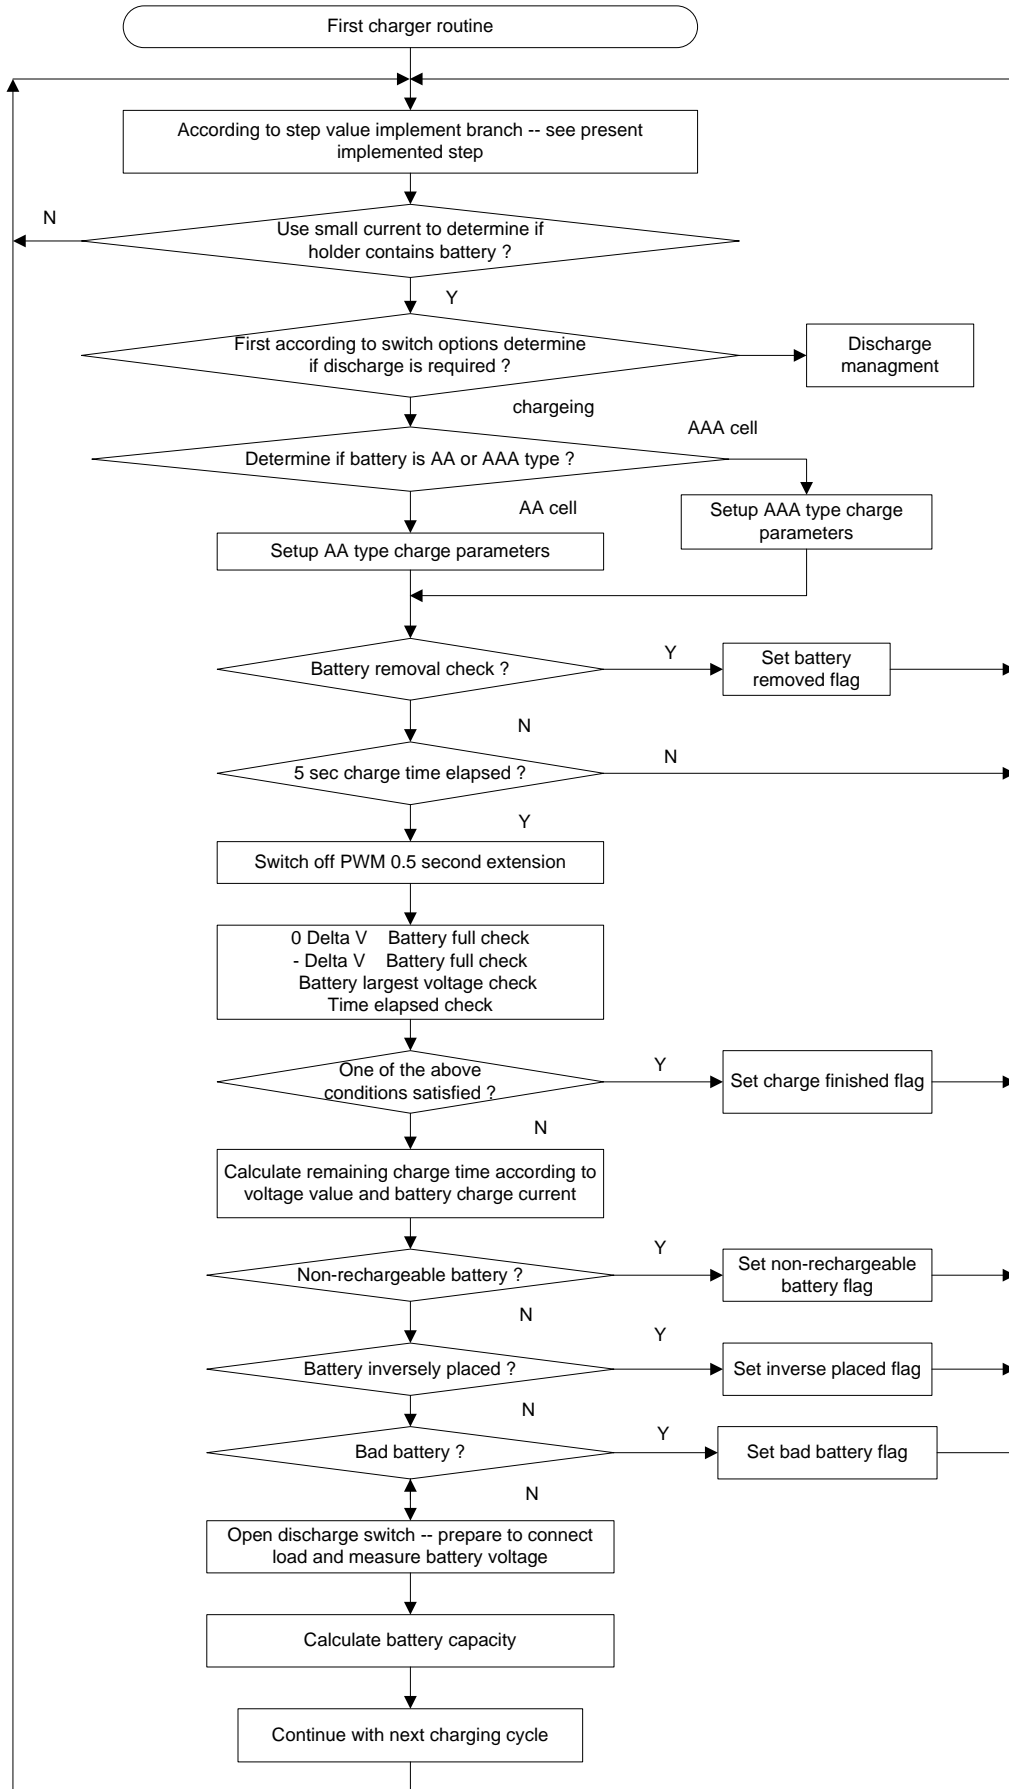 First charger routine
According to step value implement branch -- see present
implemented step
N
Use small current to determine if
holder contains battery ?
Y
First according to switch options determine
if discharge is required ?
Discharge
managment
chargeing
AAA cell
Determine if battery is AA or AAA type ?
AA cell
Setup AAA type charge
parameters
Setup AA type charge parameters
Battery removal check ?
Y
Set battery
removed flag
N
5 sec charge time elapsed ?
N
Y
Switch off PWM 0.5 second extension
0 Delta V    Battery full check
- Delta V    Battery full check
Battery largest voltage check
Time elapsed check
One of the above
conditions satisfied ?
Y
Set charge finished flag
N
Calculate remaining charge time according to
voltage value and battery charge current
Non-rechargeable battery ?
Y
Set non-rechargeable
battery flag
N
Battery inversely placed ?
Y
Set inverse placed flag
N
Bad battery ?
Y
Set bad battery flag
N
Open discharge switch -- prepare to connect
load and measure battery voltage
Calculate battery capacity
Continue with next charging cycle